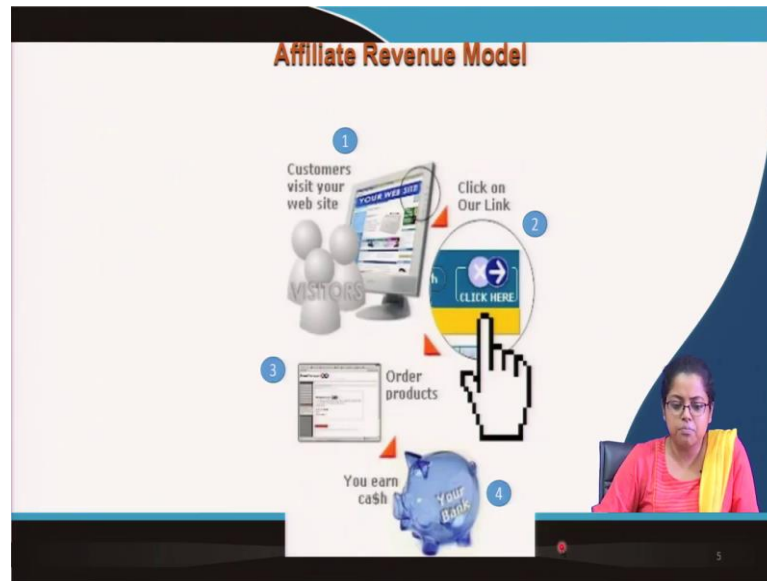 Affiliate Revenue Model
1
Customers
visit your
web site
YOUR WEB SITE
VISITORS
Click on
Our Link
2
CLICK HERE
3
Order
products
You earn
ca$h
Your
Bank
4
5